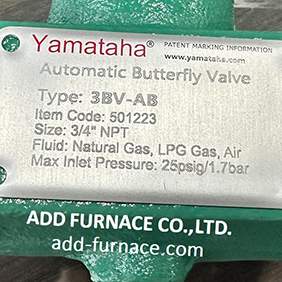 Yamataha® PATENT MARKING INFORMATION
www.yamataha.com
Automatic Butterfly Valve
Type: 3BV-AB
Item Code: 501223
Size: 3/4" NPT
Fluid: Natural Gas, LPG Gas, Air
Max Inlet Pressure: 25psig/1.7bar
ADD FURNACE CO.,LTD.
add-furnace.com